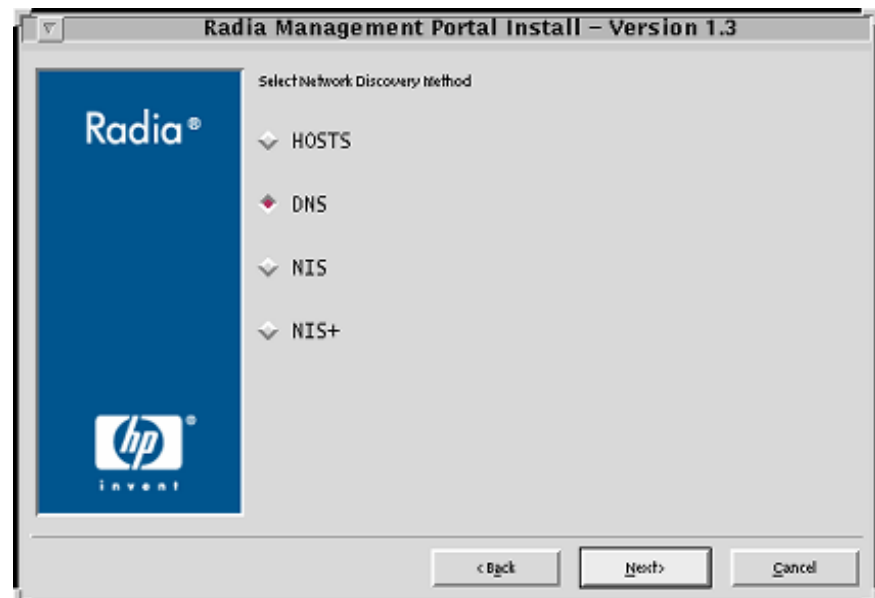 Radia Management Portal Install – Version 1.3
Select Network Discovery Method
Radia®
HOSTS
DNS
NIS
NIS+
hp®
invent
<Back
Next>
Cancel